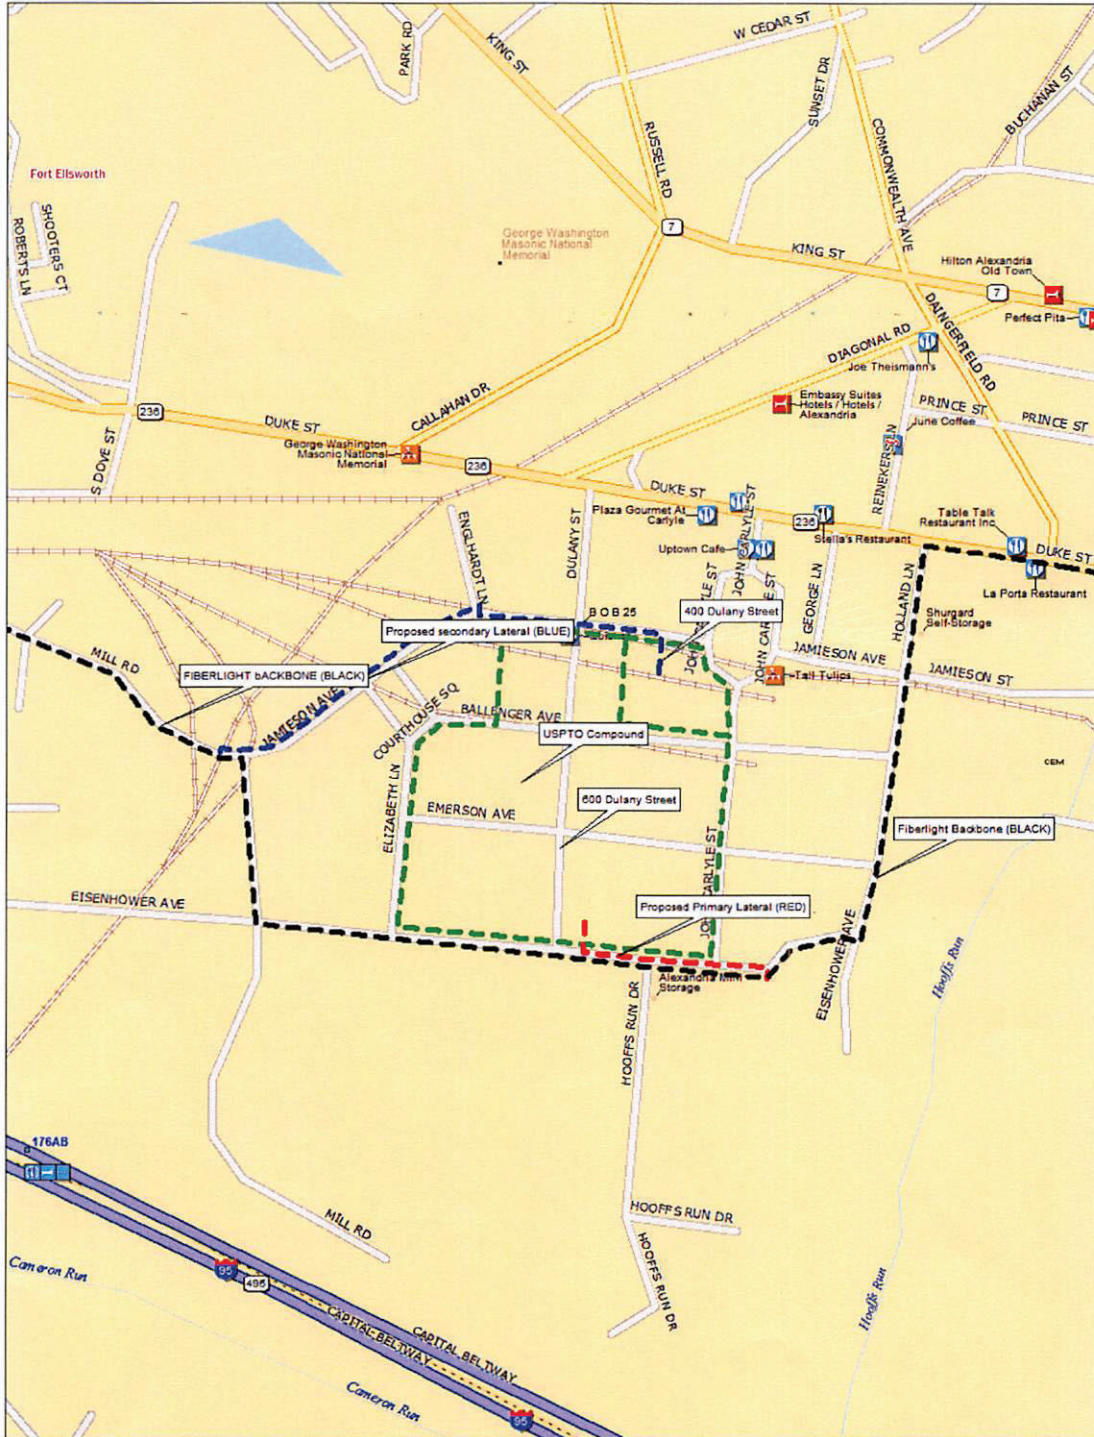 PARK RD
KING ST
W CEDAR ST
SUNSET DR
BUCHANAN ST
RUSSELL RD
COMMONWEALTH AVE
Fort Ellsworth
SHOOTERS CT
ROBERTS LN
George Washington
Masonic National
Memorial
7
KING ST
Hilton Alexandria
Old Town
7
Perfect Pita
DAINGERFIELD RD
DIAGONAL RD
Joe Theismann's
Embassy Suites
Hotels / Hotels /
Alexandria
PRINCE ST
PRINCE ST
June Coffee
REINEKERS LN
236
DUKE ST
CALLAHAN DR
George Washington
Masonic National
Memorial
S DOVE ST
236
DUKE ST
Plaza Gourmet At
Carlyle
JOHN CARLYLE ST
236
Stella's Restaurant
Table Talk
Restaurant Inc
DUKE ST
La Porta Restaurant
ENGLHARDT LN
DULANY ST
Uptown Cafe
JOHN CARLYLE ST
GEORGE LN
HOLLAND LN
Shurgard
Self-Storage
B O B 25
400 Dulany Street
Proposed secondary Lateral (BLUE)
JAMIESON AVE
JAMIESON ST
Tall Tulips
MILL RD
FIBERLIGHT bACKBONE (BLACK)
JAMIESON AVE
COURTHOUSE SQ
BALLENGER AVE
USPTO Compound
CEM
ELIZABETH LN
EMERSON AVE
600 Dulany Street
Fiberlight Backbone (BLACK)
EISENHOWER AVE
Proposed Primary Lateral (RED)
Alexandria Mini
Storage
EISENHOWER AVE
Hooffs Run
HOOFFS RUN DR
176AB
MILL RD
HOOFFS RUN DR
HOOFFS RUN DR
Hooffs Run
Cameron Run
95
495
CAPITAL BELTWAY
CAPITAL BELTWAY
Cameron Run
95